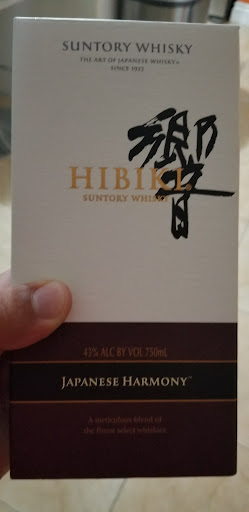 SUNTORY WHISKY
THE ART OF JAPANESE WHISKY
SINCE 1923
響
HIBIKI
SUNTORY WHISKY
43% ALC BY VOL 750mL
JAPANESE HARMONY™
A meticulous blend of
the finest select whiskies.